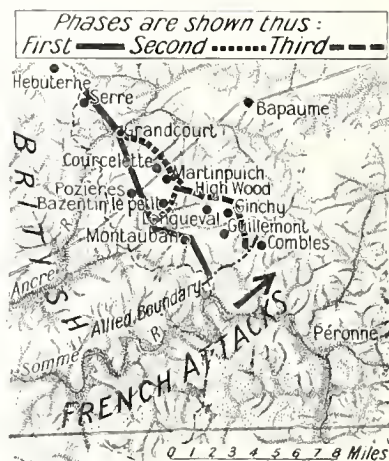 Phases are shown thus:
First Second Third
Hebuterne
Serre
Bapaume
Grandcourt
Courcelette
Martinpuich
High Wood
Pozieres
Bazentin le petit
Ginchy
Longueval
Guillemont
Montauban
Combles
BRITISH
R.
Ancre
Allied Boundary
Somme
R.
FRENCH ATTACKS
Péronne
0 1 2 3 4 5 6 7 8 Miles